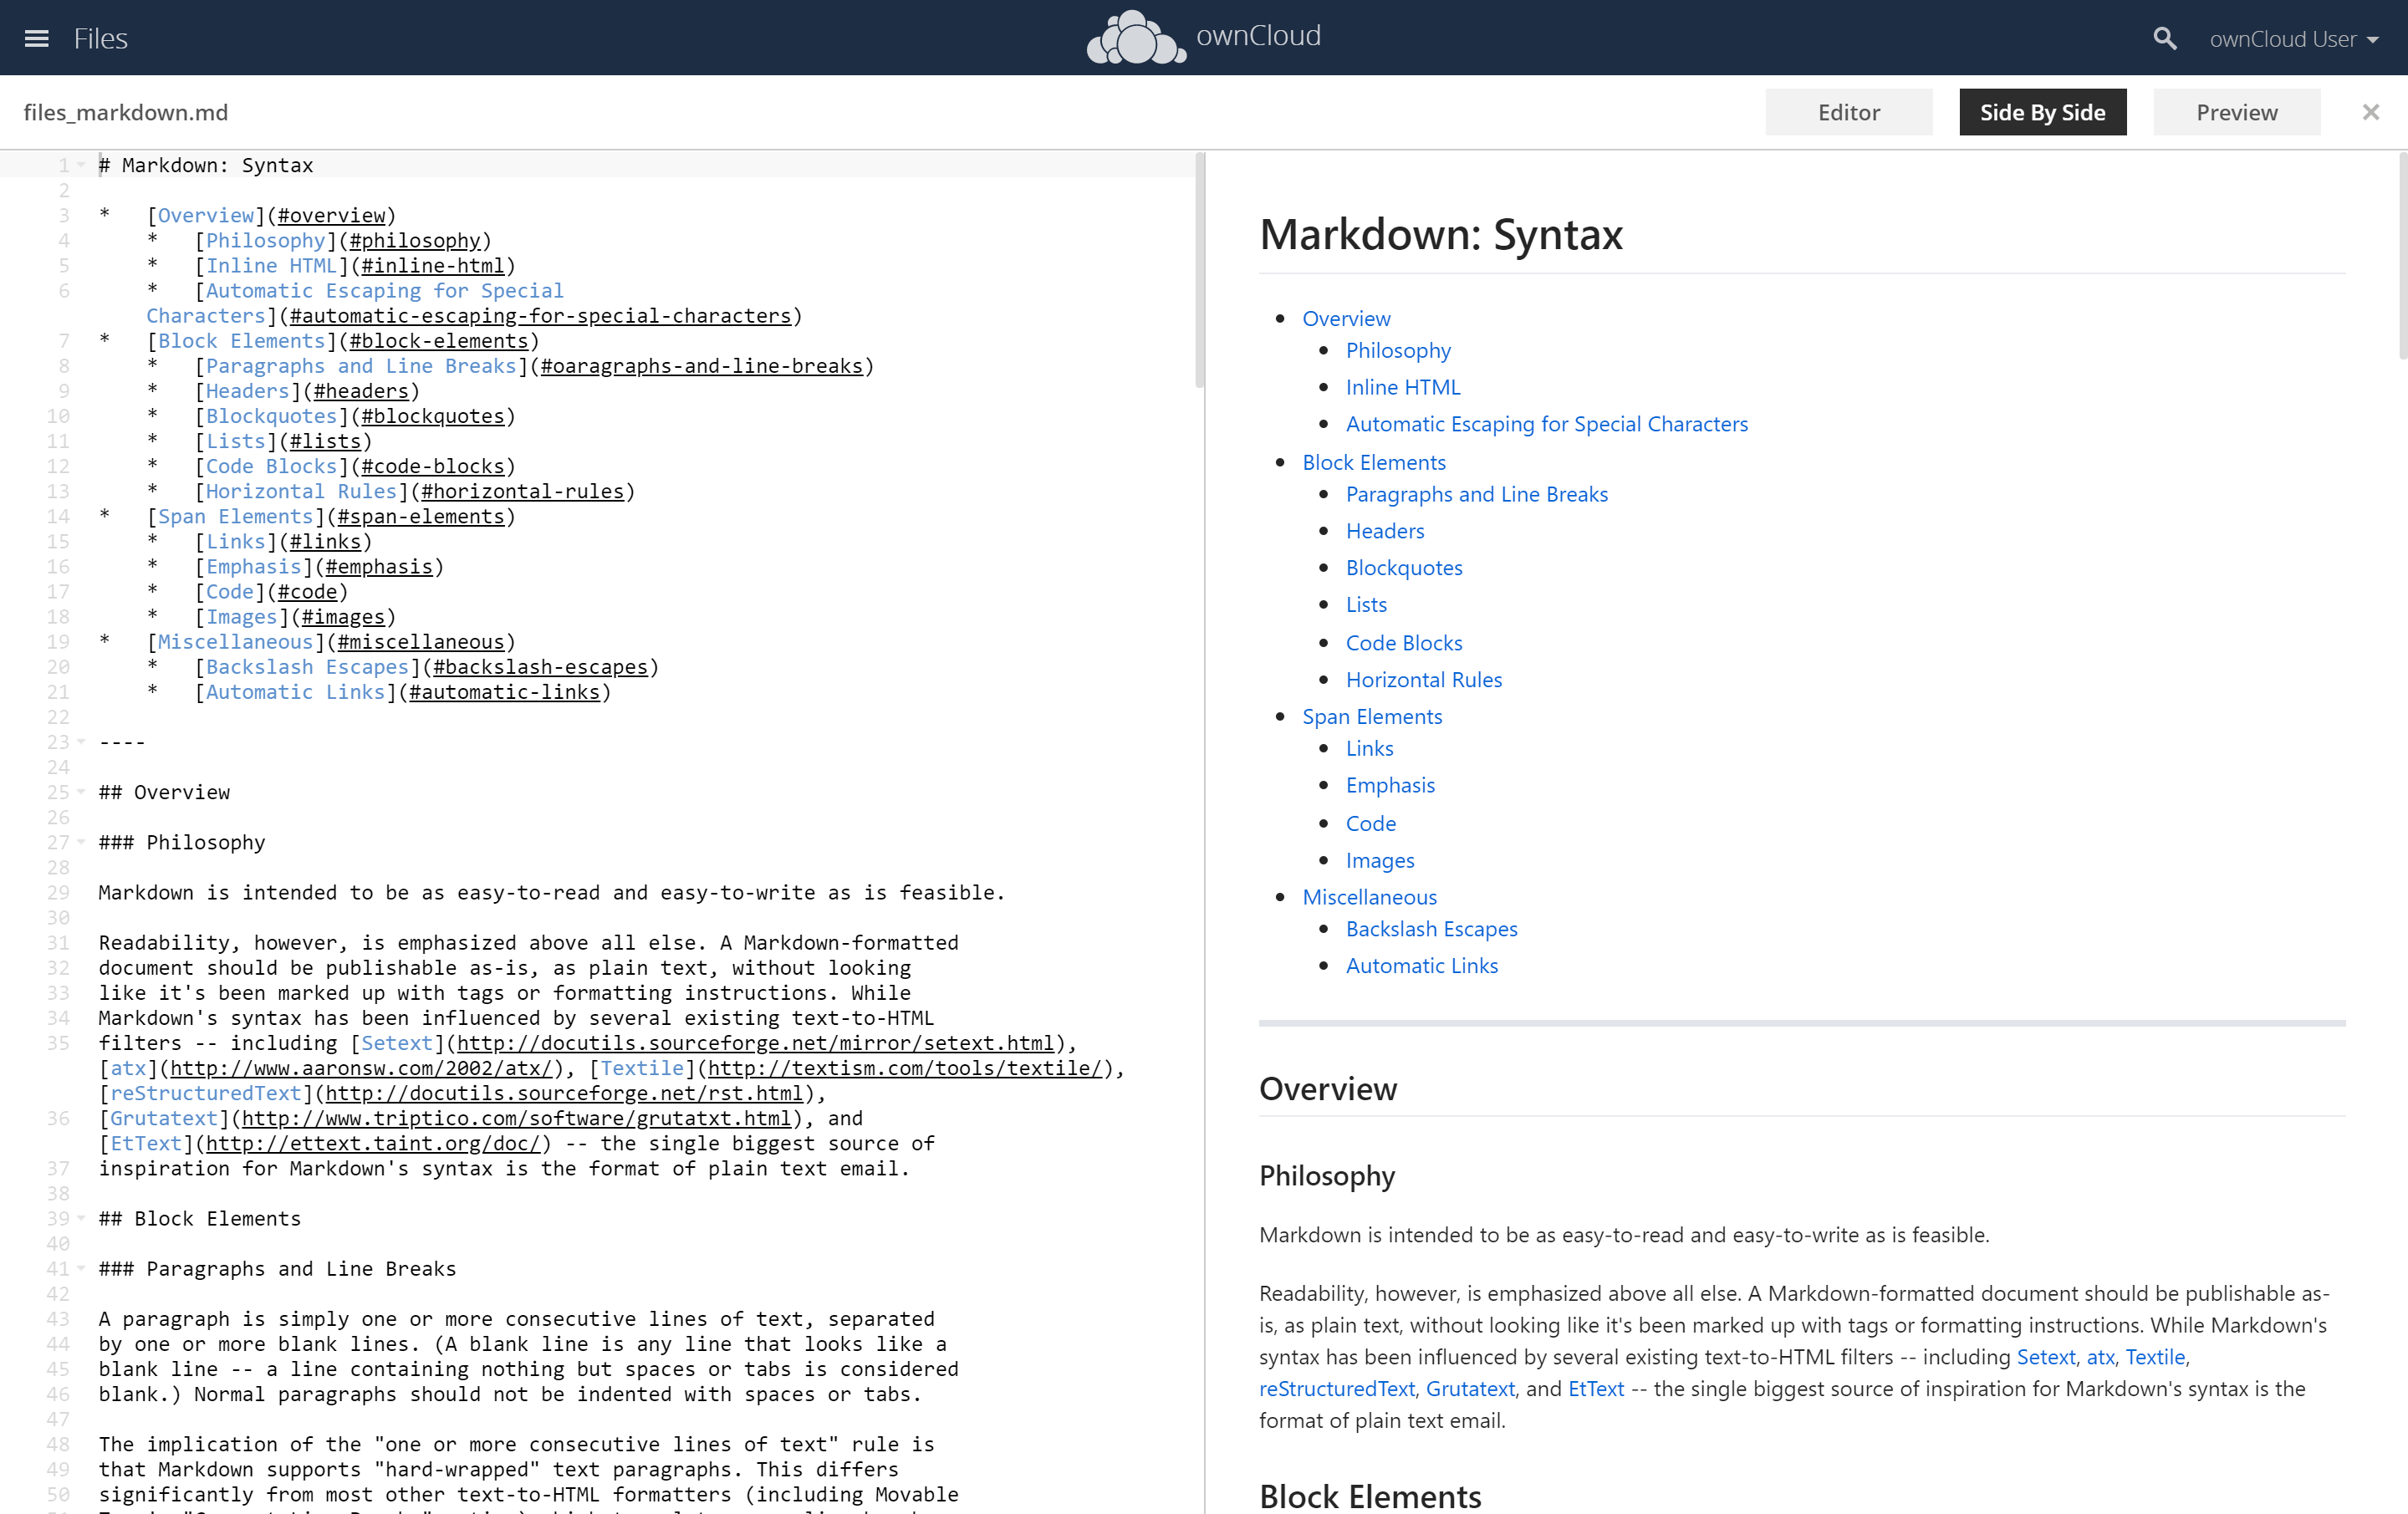 Files
ownCloud
ownCloud User
files_markdown.md
Editor
Side By Side
Preview
1 # Markdown: Syntax
2
3 *   [Overview](#overview)
4     *   [Philosophy](#philosophy)
5     *   [Inline HTML](#inline-html)
6     *   [Automatic Escaping for Special
Characters](#automatic-escaping-for-special-characters)
7 *   [Block Elements](#block-elements)
8     *   [Paragraphs and Line Breaks](#oaragraphs-and-line-breaks)
9     *   [Headers](#headers)
10     *   [Blockquotes](#blockquotes)
11     *   [Lists](#lists)
12     *   [Code Blocks](#code-blocks)
13     *   [Horizontal Rules](#horizontal-rules)
14 *   [Span Elements](#span-elements)
15     *   [Links](#links)
16     *   [Emphasis](#emphasis)
17     *   [Code](#code)
18     *   [Images](#images)
19 *   [Miscellaneous](#miscellaneous)
20     *   [Backslash Escapes](#backslash-escapes)
21     *   [Automatic Links](#automatic-links)
22
23 ----
24
25 ## Overview
26
27 ### Philosophy
28
29 Markdown is intended to be as easy-to-read and easy-to-write as is feasible.
30
31 Readability, however, is emphasized above all else. A Markdown-formatted
32 document should be publishable as-is, as plain text, without looking
33 like it's been marked up with tags or formatting instructions. While
34 Markdown's syntax has been influenced by several existing text-to-HTML
35 filters -- including [Setext](http://docutils.sourceforge.net/mirror/setext.html),
[atx](http://www.aaronsw.com/2002/atx/), [Textile](http://textism.com/tools/textile/),
[reStructuredText](http://docutils.sourceforge.net/rst.html),
36 [Grutatext](http://www.triptico.com/software/grutatxt.html), and
[EtText](http://ettext.taint.org/doc/) -- the single biggest source of
37 inspiration for Markdown's syntax is the format of plain text email.
38
39 ## Block Elements
40
41 ### Paragraphs and Line Breaks
42
43 A paragraph is simply one or more consecutive lines of text, separated
44 by one or more blank lines. (A blank line is any line that looks like a
45 blank line -- a line containing nothing but spaces or tabs is considered
46 blank.) Normal paragraphs should not be indented with spaces or tabs.
47
48 The implication of the "one or more consecutive lines of text" rule is
49 that Markdown supports "hard-wrapped" text paragraphs. This differs
50 significantly from most other text-to-HTML formatters (including Movable
Markdown: Syntax
Overview
Philosophy
Inline HTML
Automatic Escaping for Special Characters
Block Elements
Paragraphs and Line Breaks
Headers
Blockquotes
Lists
Code Blocks
Horizontal Rules
Span Elements
Links
Emphasis
Code
Images
Miscellaneous
Backslash Escapes
Automatic Links
Overview
Philosophy
Markdown is intended to be as easy-to-read and easy-to-write as is feasible.
Readability, however, is emphasized above all else. A Markdown-formatted document should be publishable as-
is, as plain text, without looking like it's been marked up with tags or formatting instructions. While Markdown's
syntax has been influenced by several existing text-to-HTML filters -- including Setext, atx, Textile,
reStructuredText, Grutatext, and EtText -- the single biggest source of inspiration for Markdown's syntax is the
format of plain text email.
Block Elements